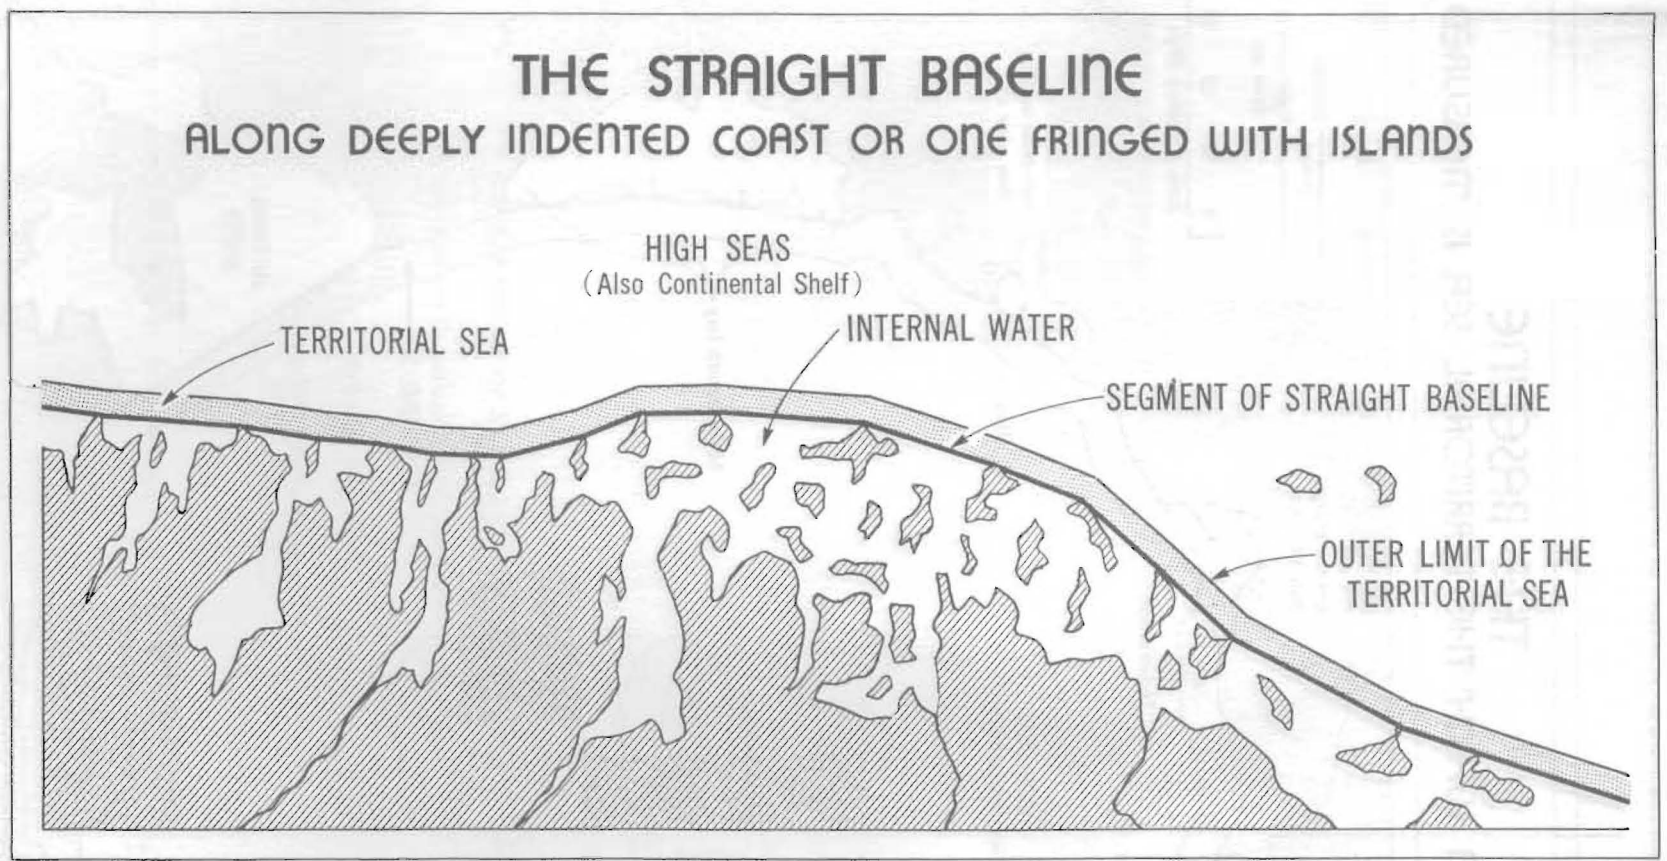 THE STRAIGHT BASELINE
ALONG DEEPLY INDENTED COAST OR ONE FRINGED WITH ISLANDS
HIGH SEAS
(Also Continental Shelf)
TERRITORIAL SEA
INTERNAL WATER
SEGMENT OF STRAIGHT BASELINE
OUTER LIMIT OF THE
TERRITORIAL SEA